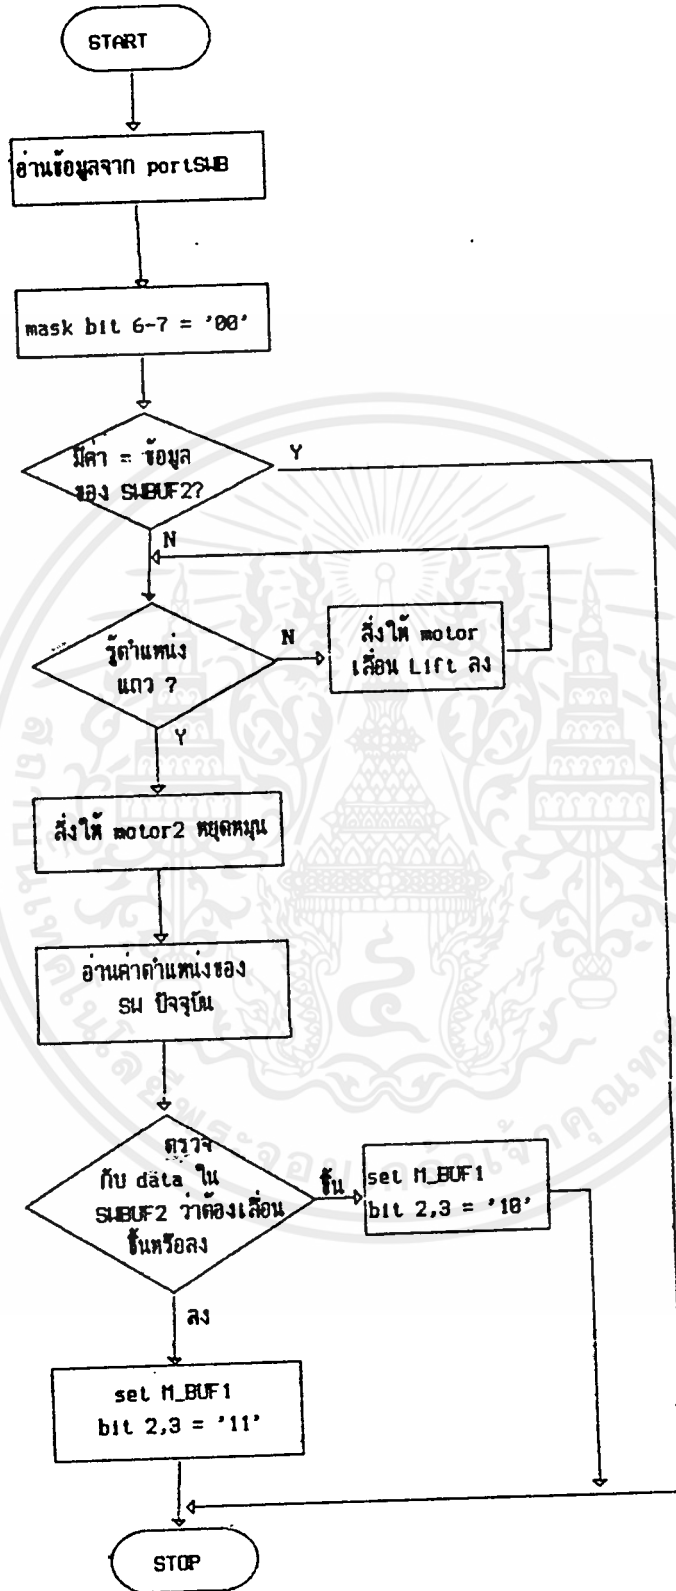 START
อ่านข้อมูลจาก portSWB
mask bit 6-7 = '00'
มีค่า = ข้อมูล
ของ SWBUF2?
Y
N
รู้ตำแหน่ง
แถว ?
N
สั่งให้ motor
เลื่อน Lift ลง
Y
สั่งให้ motor2 หยุดหมุน
อ่านค่าตำแหน่งของ
SW ปัจจุบัน
ตรวจ
กับ data ใน
SWBUF2 ว่าต้องเลื่อน
ขึ้นหรือลง
ขึ้น
set M_BUF1
bit 2,3 = '10'
ลง
set M_BUF1
bit 2,3 = '11'
STOP